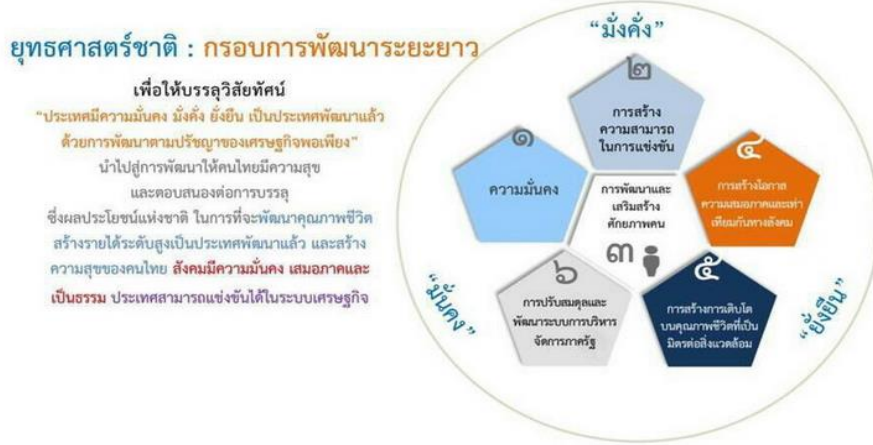 ยุทธศาสตร์ชาติ : กรอบการพัฒนาระยะยาว
เพื่อให้บรรลุวิสัยทัศน์
“ประเทศมีความมั่นคง มั่งคั่ง ยั่งยืน เป็นประเทศพัฒนาแล้ว
ด้วยการพัฒนาตามปรัชญาของเศรษฐกิจพอเพียง”
นำไปสู่การพัฒนาให้คนไทยมีความสุข
และตอบสนองต่อการบรรลุ
ซึ่งผลประโยชน์แห่งชาติ ในการที่จะพัฒนาคุณภาพชีวิต
สร้างรายได้ระดับสูงเป็นประเทศพัฒนาแล้ว และสร้าง
ความสุขของคนไทย สังคมมีความมั่นคง เสมอภาคและ
เป็นธรรม ประเทศสามารถแข่งขันได้ในระบบเศรษฐกิจ
“มั่งคั่ง”
“มั่นคง”
“ยั่งยืน”
๑
ความมั่นคง
๒
การสร้าง
ความสามารถ
ในการแข่งขัน
การพัฒนาและ
เสริมสร้าง
ศักยภาพคน
๓
๔
การสร้างโอกาส
ความเสมอภาคและเท่า
เทียมกันทางสังคม
๕
การสร้างการเติบโต
บนคุณภาพชีวิตที่เป็น
มิตรต่อสิ่งแวดล้อม
๖
การปรับสมดุลและ
พัฒนาระบบการบริหาร
จัดการภาครัฐ